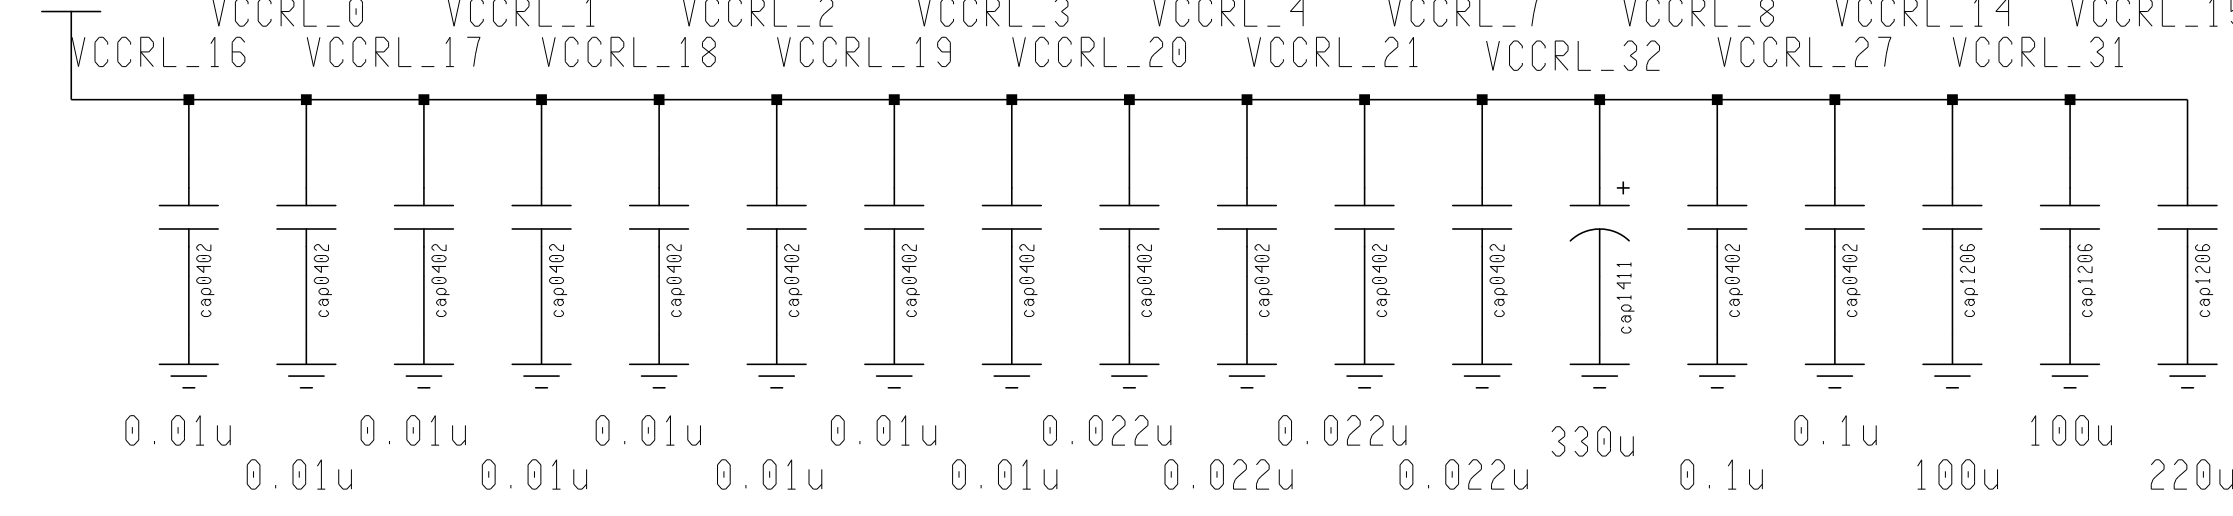 VCCRL_0 VCCRL_1 VCCRL_2 VCCRL_3 VCCRL_4 VCCRL_7 VCCRL_8 VCCRL_14
VCCRL_16 VCCRL_17 VCCRL_18 VCCRL_19 VCCRL_20 VCCRL_21 VCCRL_32 VCCRL_27 VCCRL_31
+
cap0402 cap0402 cap0402 cap0402 cap0402 cap0402 cap0402 cap0402 cap0402 cap0402 cap0402 cap0402 cap1411 cap0402 cap0402 cap1206 cap1206 cap1206
0.01u 0.01u 0.01u 0.01u 0.022u 0.022u 330u 0.1u 100u
0.01u 0.01u 0.01u 0.01u 0.022u 0.022u 0.1u 100u 220u